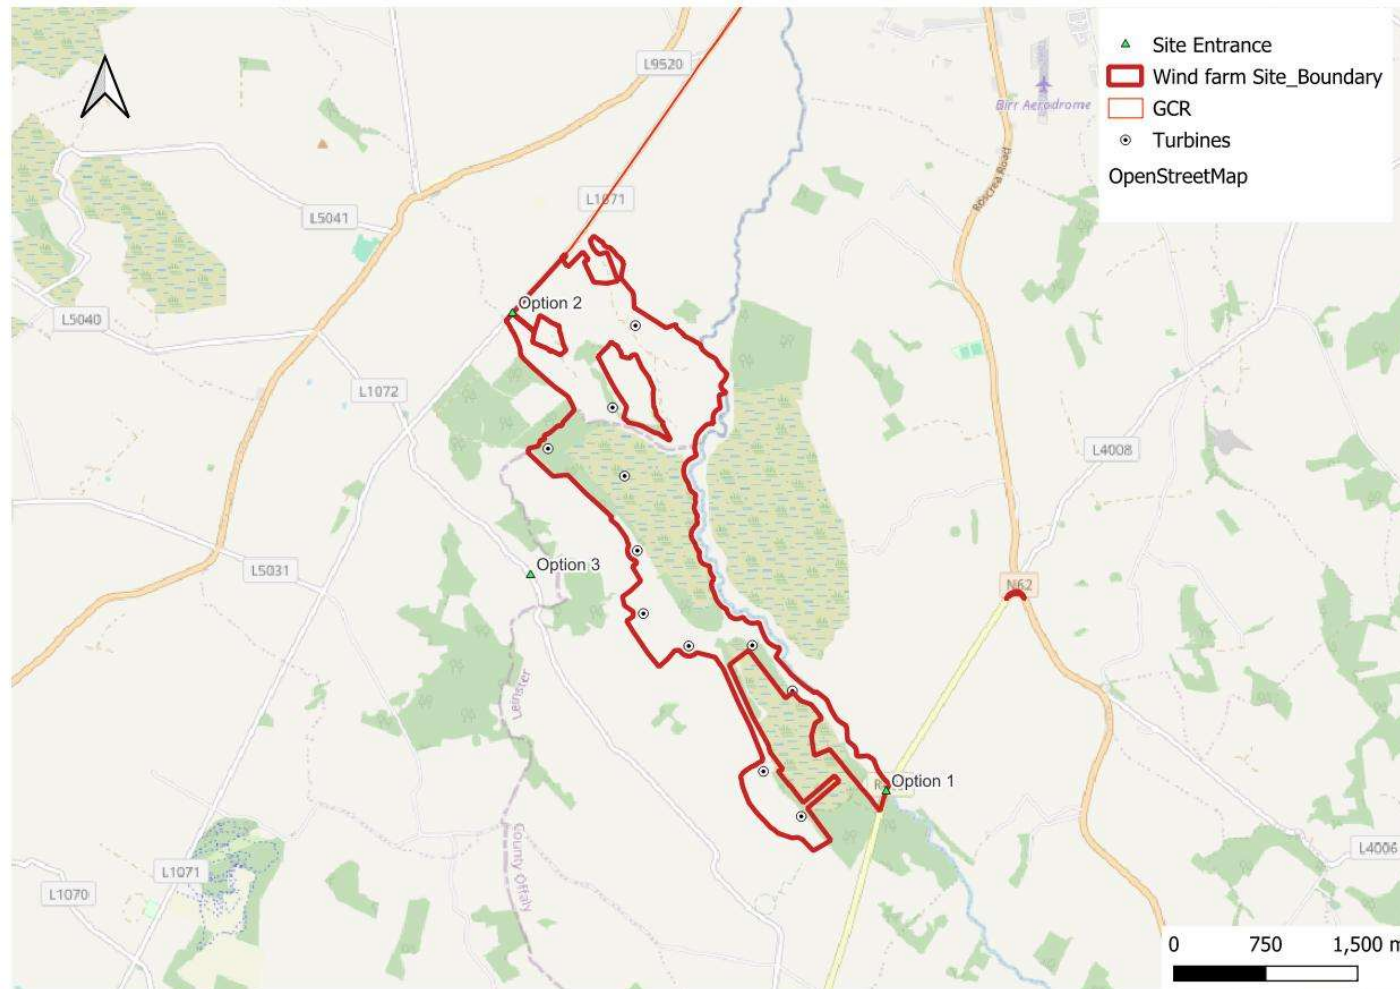 L9520
Site Entrance
Wind farm Site_Boundary
GCR
Turbines
OpenStreetMap
Birr Aerodrome
Roscrea Road
L5041
L1071
L5040
Option 2
L1072
L4008
L5031
Option 3
N62
Leinster
County Offaly
Option 1
L1071
L1070
L4006
0 750 1,500 m